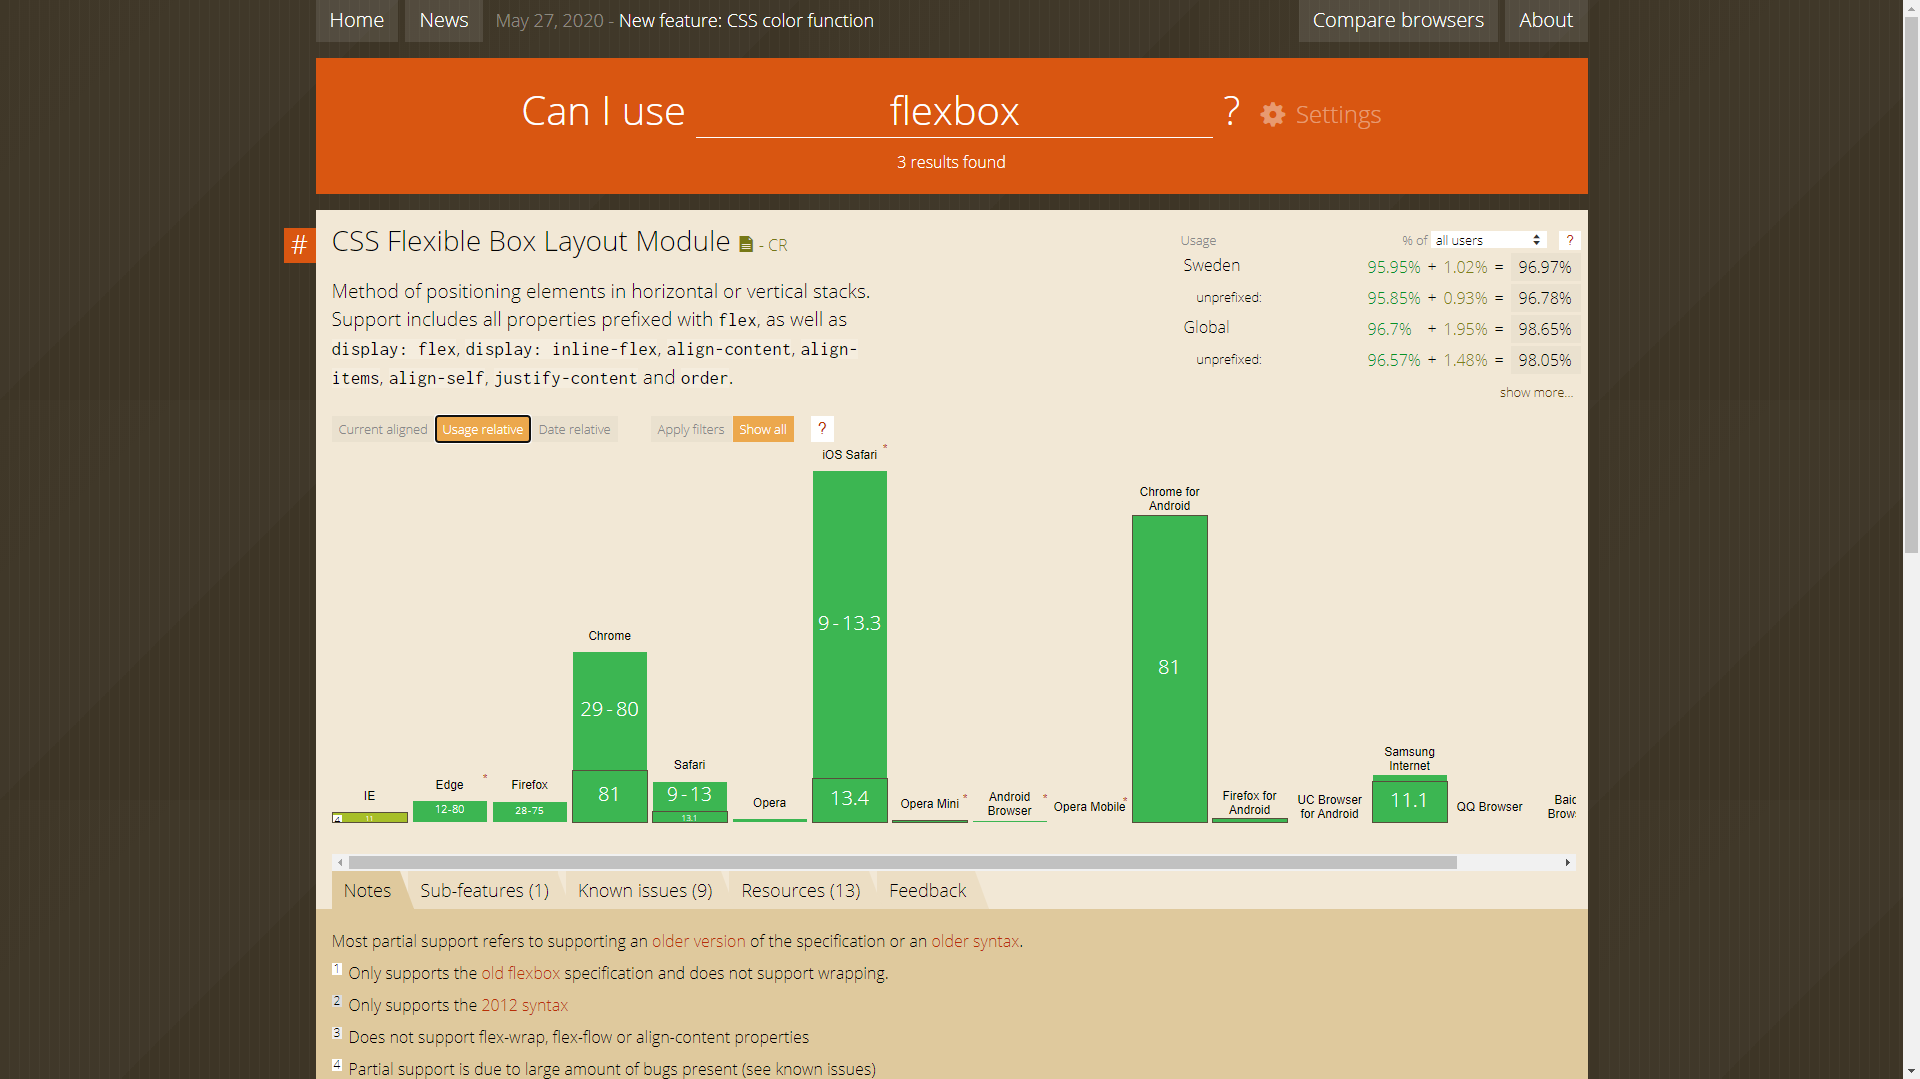 Home News May 27, 2020 - New feature: CSS color function Compare browsers About
Can I use flexbox ? Settings
3 results found
# CSS Flexible Box Layout Module - CR
Method of positioning elements in horizontal or vertical stacks.
Support includes all properties prefixed with flex, as well as
display: flex, display: inline-flex, align-content, align-
items, align-self, justify-content and order.
Usage % of all users ?
Sweden 95.95% + 1.02% = 96.97%
unprefixed: 95.85% + 0.93% = 96.78%
Global 96.7% + 1.95% = 98.65%
unprefixed: 96.57% + 1.48% = 98.05%
show more...
Current aligned Usage relative Date relative Apply filters Show all ?
IE
11
4
Edge *
12-80
Firefox
28-75
Chrome
29-80
81
Safari
9-13
13.1
Opera
iOS Safari *
9-13.3
13.4
Opera Mini *
Android
Browser *
Opera Mobile *
Chrome for
Android
81
Firefox for
Android
UC Browser
for Android
Samsung
Internet
11.1
QQ Browser
Baid
Brows
Notes Sub-features (1) Known issues (9) Resources (13) Feedback
Most partial support refers to supporting an older version of the specification or an older syntax.
1 Only supports the old flexbox specification and does not support wrapping.
2 Only supports the 2012 syntax
3 Does not support flex-wrap, flex-flow or align-content properties
4 Partial support is due to large amount of bugs present (see known issues)